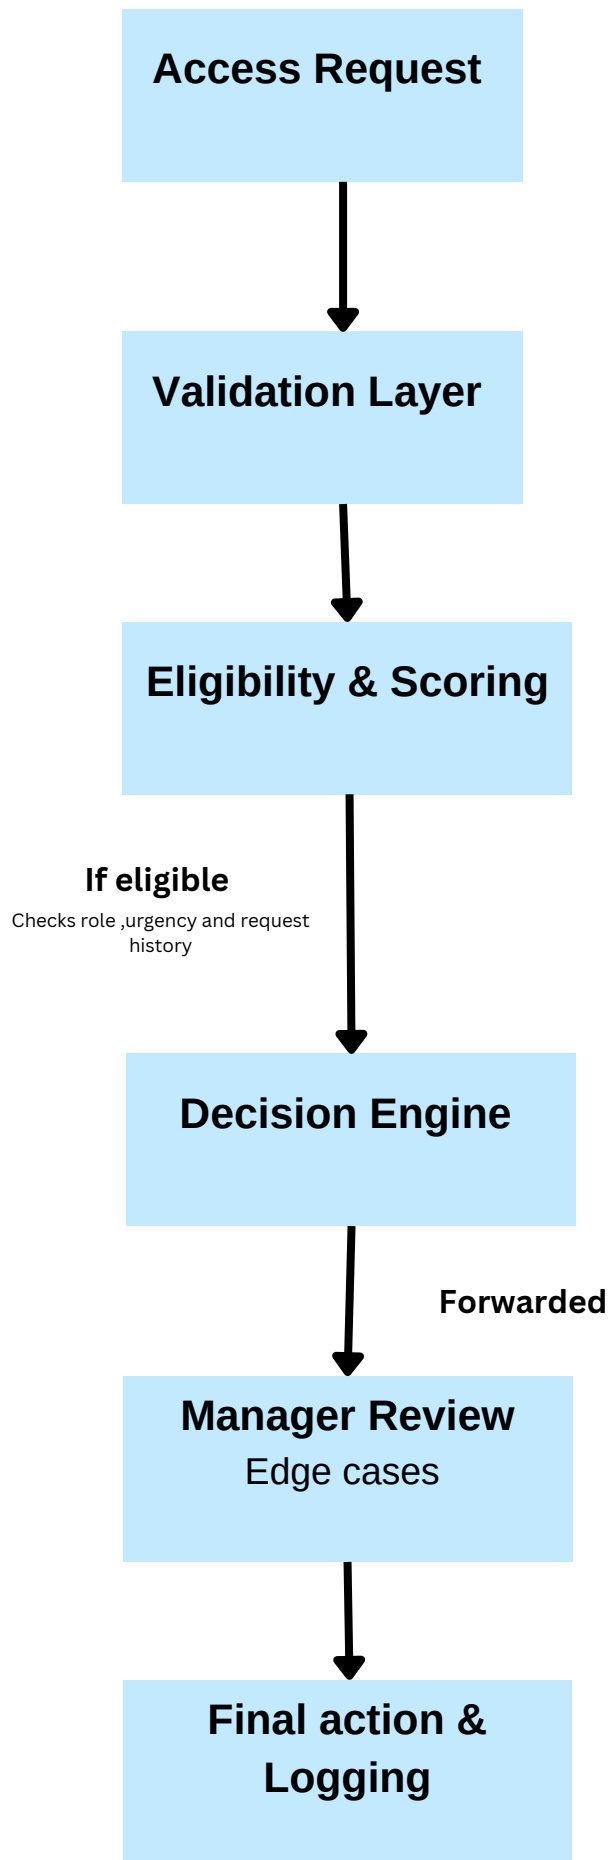 Access Request
Validation Layer
Eligibility & Scoring
If eligible
Checks role ,urgency and request
history
Decision Engine
Forwarded
Manager Review
Edge cases
Final action &
Logging